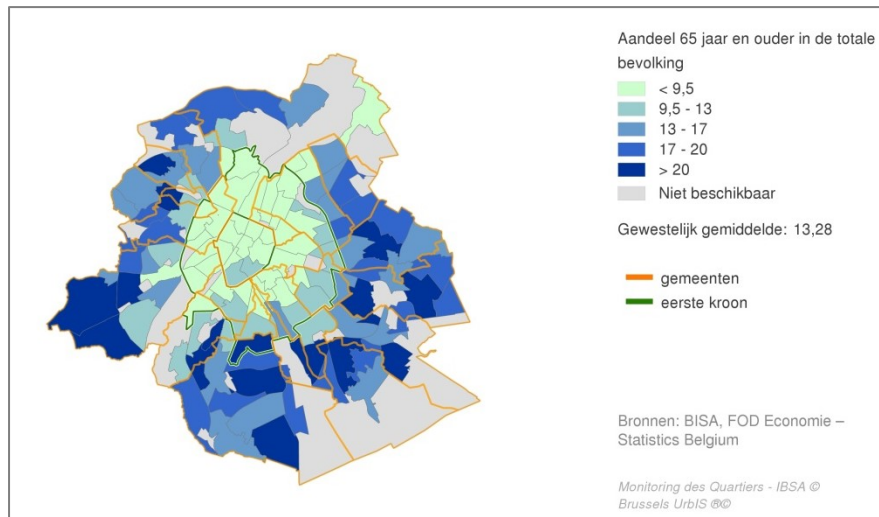 Aandeel 65 jaar en ouder in de totale
bevolking
< 9,5
9,5 - 13
13 - 17
17 - 20
> 20
Niet beschikbaar
Gewestelijk gemiddelde: 13,28
gemeenten
eerste kroon
Bronnen: BISA, FOD Economie –
Statistics Belgium
Monitoring des Quartiers - IBSA ©
Brussels UrbIS ®©